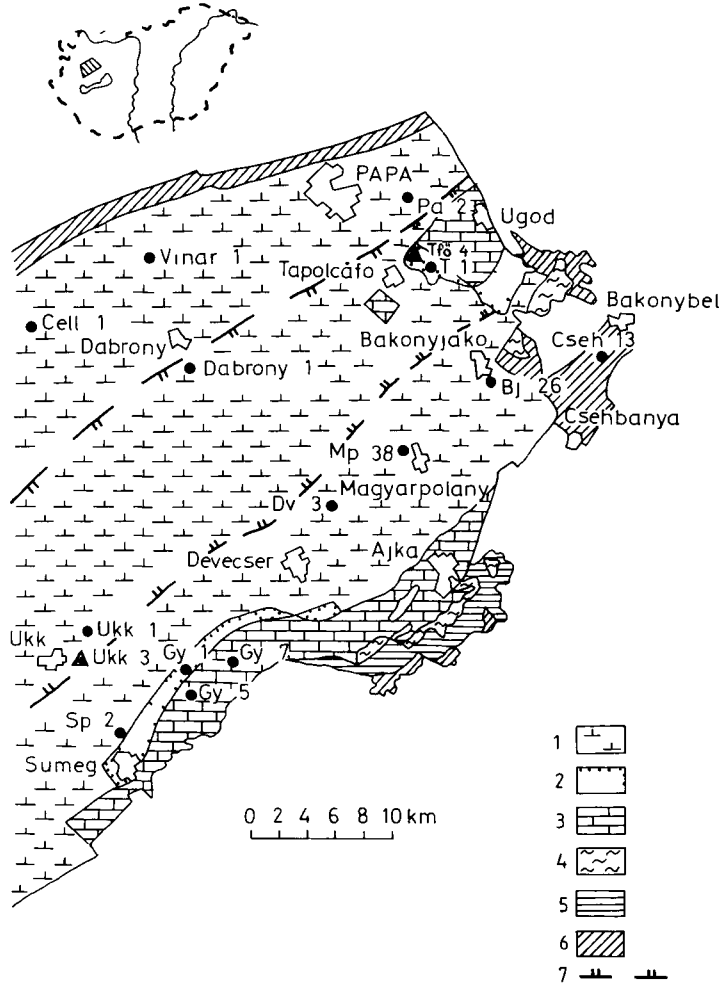 PAPA
Pa 2
Ugod
Vinar 1
Tfö 4
Tapolcáfo
T 1
Bakonybel
Cell 1
Dabrony
Bakonyjako
Cseh 13
Dabrony 1
Bj 26
Csehbanya
Mp 38
Magyarpolany
Dv 3
Devecser
Ajka
Ukk 1
Ukk
Ukk 3
Gy 1
Gy 7
Gy 5
Sp 2
Sumeg
0 2 4 6 8 10 km
1
2
3
4
5
6
7